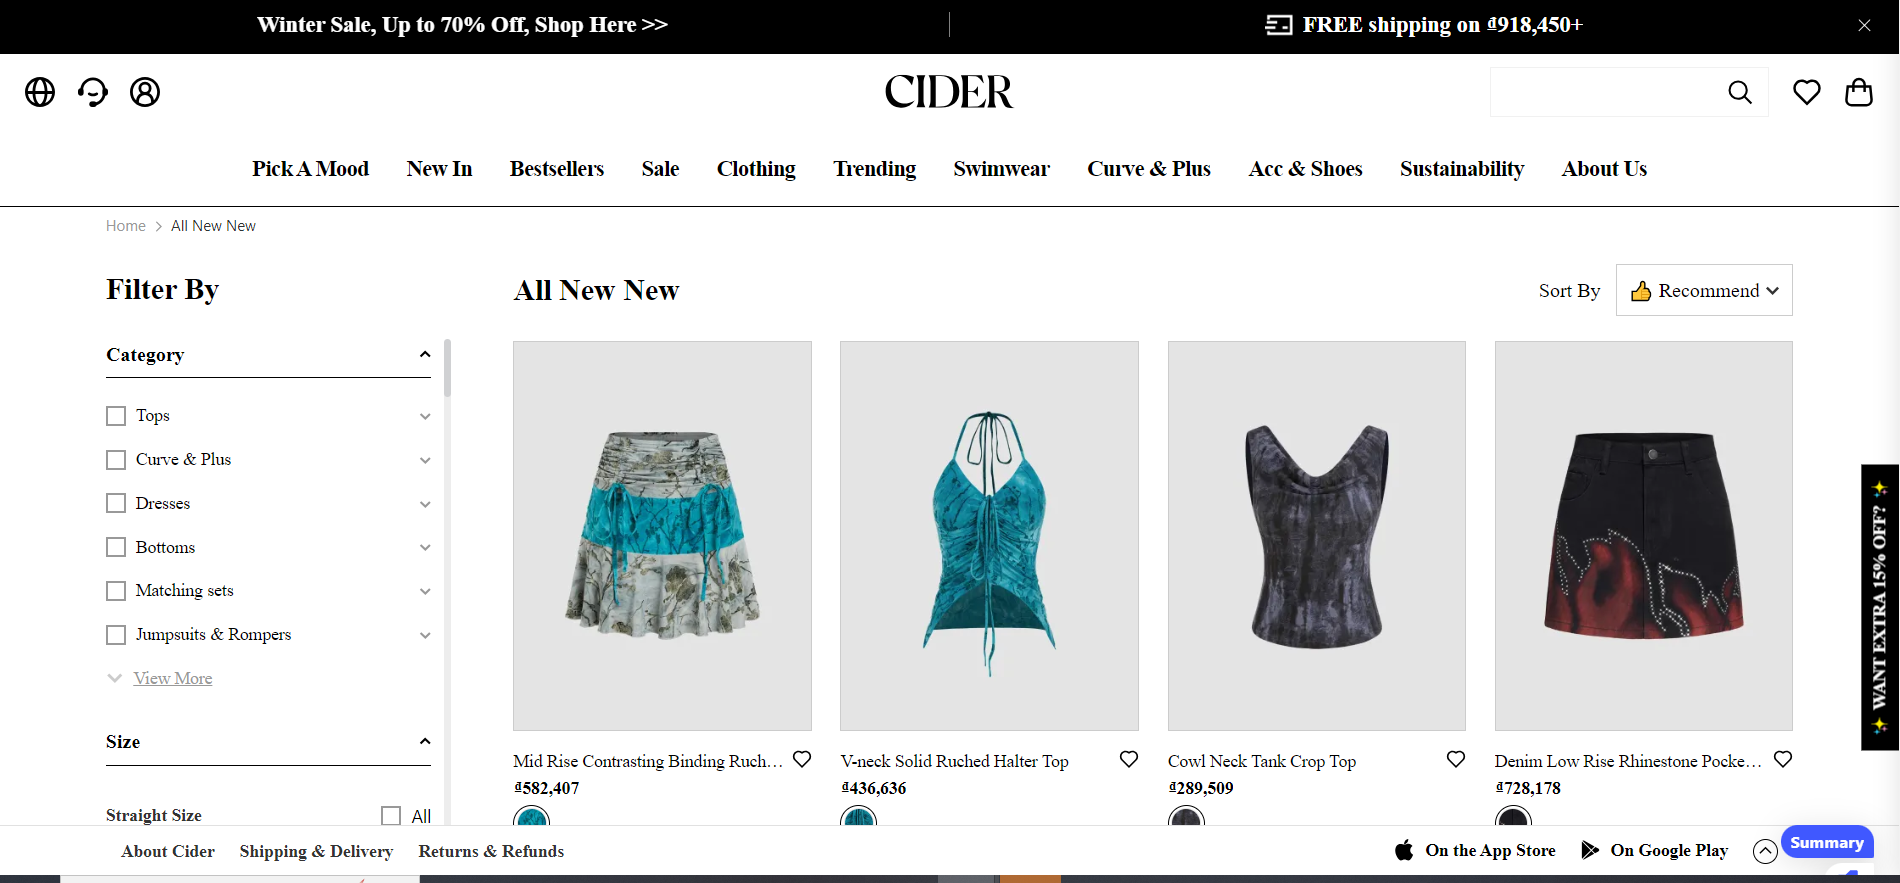 Winter Sale, Up to 70% Off, Shop Here >>
FREE shipping on ₫918,450+
CIDER
Pick A Mood
New In
Bestsellers
Sale
Clothing
Trending
Swimwear
Curve & Plus
Acc & Shoes
Sustainability
About Us
Home > All New New
Filter By
All New New
Sort By
👍 Recommend
Category
Tops
Curve & Plus
Dresses
Bottoms
Matching sets
Jumpsuits & Rompers
View More
Size
Straight Size
All
Mid Rise Contrasting Binding Ruch...
₫582,407
V-neck Solid Ruched Halter Top
₫436,636
Cowl Neck Tank Crop Top
₫289,509
Denim Low Rise Rhinestone Pocke...
₫728,178
✨ WANT EXTRA 15% OFF? ✨
About Cider
Shipping & Delivery
Returns & Refunds
On the App Store
On Google Play
Summary